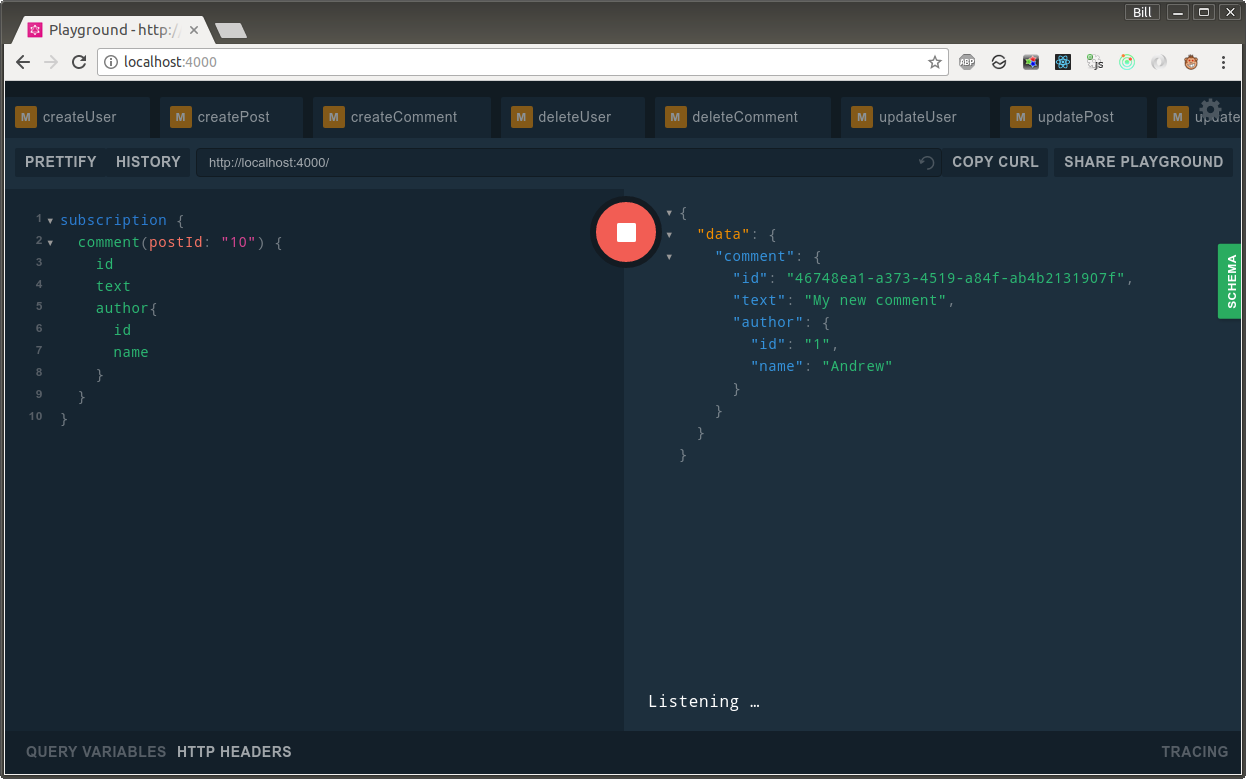 Bill
Playground - http:/
localhost:4000
ABP
JS
M createUser
M createPost
M createComment
M deleteUser
M deleteComment
M updateUser
M updatePost
M update
PRETTIFY
HISTORY
http://localhost:4000/
COPY CURL
SHARE PLAYGROUND
1 subscription {
2 comment(postId: "10") {
3 id
4 text
5 author{
6 id
7 name
8 }
9 }
10 }
{
"data": {
"comment": {
"id": "46748ea1-a373-4519-a84f-ab4b2131907f",
"text": "My new comment",
"author": {
"id": "1",
"name": "Andrew"
}
}
}
}
SCHEMA
Listening …
QUERY VARIABLES
HTTP HEADERS
TRACING